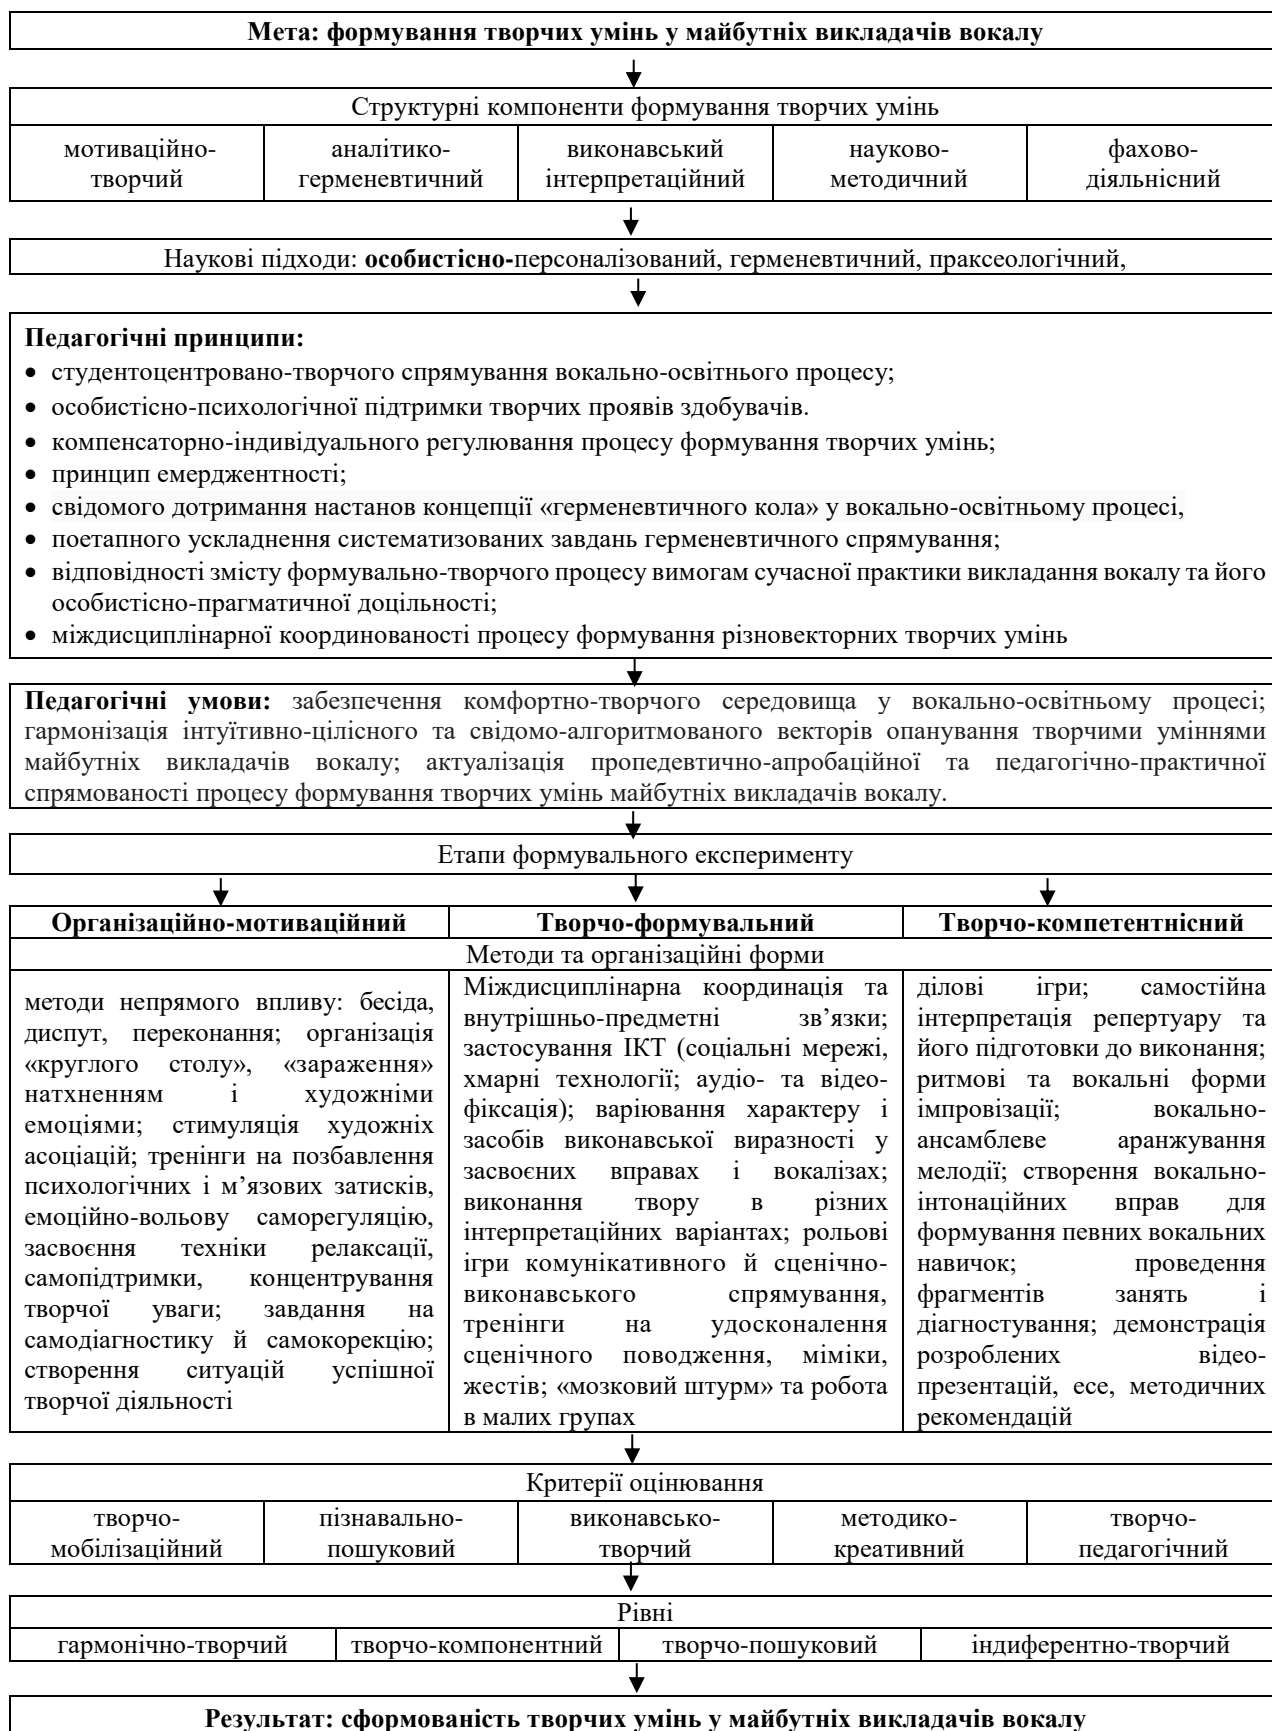 Мета: формування творчих умінь у майбутніх викладачів вокалу
Структурні компоненти формування творчих умінь
мотиваційно-
творчий
аналітико-
герменевтичний
виконавський
інтерпретаційний
науково-
методичний
фахово-
діяльнісний
Наукові підходи: особистісно-персоналізований, герменевтичний, праксеологічний,
Педагогічні принципи:
• студентоцентровано-творчого спрямування вокально-освітнього процесу;
• особистісно-психологічної підтримки творчих проявів здобувачів.
• компенсаторно-індивідуального регулювання процесу формування творчих умінь;
• принцип емерджентності;
• свідомого дотримання настанов концепції «герменевтичного кола» у вокально-освітньому процесі,
• поетапного ускладнення систематизованих завдань герменевтичного спрямування;
• відповідності змісту формувально-творчого процесу вимогам сучасної практики викладання вокалу та його
особистісно-прагматичної доцільності;
• міждисциплінарної координованості процесу формування різновекторних творчих умінь
Педагогічні умови: забезпечення комфортно-творчого середовища у вокально-освітньому процесі;
гармонізація інтуїтивно-цілісного та свідомо-алгоритмованого векторів опанування творчими уміннями
майбутніх викладачів вокалу; актуалізація пропедевтично-апробаційної та педагогічно-практичної
спрямованості процесу формування творчих умінь майбутніх викладачів вокалу.
Етапи формувального експерименту
Організаційно-мотиваційний
Творчо-формувальний
Творчо-компетентнісний
Методи та організаційні форми
методи непрямого впливу: бесіда,
диспут, переконання; організація
«круглого столу», «зараження»
натхненням і художніми
емоціями; стимуляція художніх
асоціацій; тренінги на позбавлення
психологічних і м’язових затисків,
емоційно-вольову саморегуляцію,
засвоєння техніки релаксації,
самопідтримки, концентрування
творчої уваги; завдання на
самодіагностику й самокорекцію;
створення ситуацій успішної
творчої діяльності
Міждисциплінарна координація та
внутрішньо-предметні зв’язки;
застосування ІКТ (соціальні мережі,
хмарні технології; аудіо- та відео-
фіксація); варіювання характеру і
засобів виконавської виразності у
засвоєних вправах і вокалізах;
виконання твору в різних
інтерпретаційних варіантах; рольові
ігри комунікативного й сценічно-
виконавського спрямування,
тренінги на удосконалення
сценічного поводження, міміки,
жестів; «мозковий штурм» та робота
в малих групах
ділові ігри; самостійна
інтерпретація репертуару та
його підготовки до виконання;
ритмові та вокальні форми
імпровізації; вокально-
ансамблеве аранжування
мелодії; створення вокально-
інтонаційних вправ для
формування певних вокальних
навичок; проведення
фрагментів занять і
діагностування; демонстрація
розроблених відео-
презентацій, есе, методичних
рекомендацій
Критерії оцінювання
творчо-
мобілізаційний
пізнавально-
пошуковий
виконавсько-
творчий
методико-
креативний
творчо-
педагогічний
Рівні
гармонічно-творчий
творчо-компонентний
творчо-пошуковий
індиферентно-творчий
Результат: сформованість творчих умінь у майбутніх викладачів вокалу